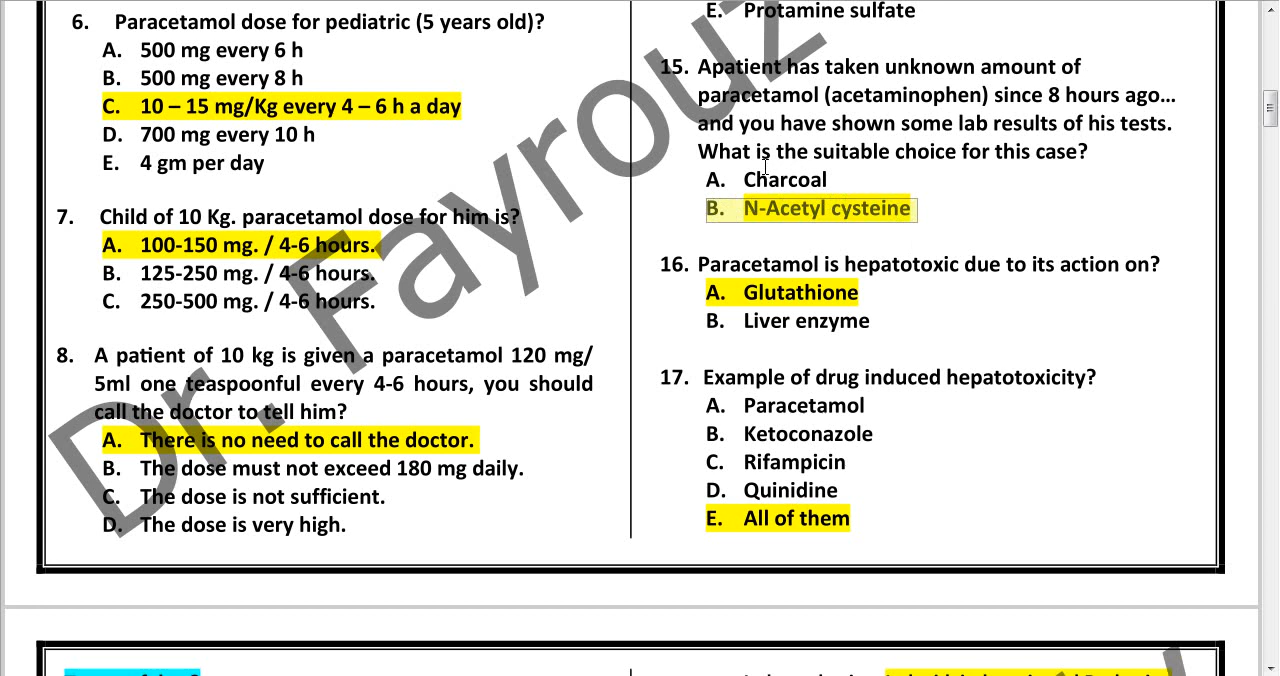 6. Paracetamol dose for pediatric (5 years old)?
A. 500 mg every 6 h
B. 500 mg every 8 h
C. 10 – 15 mg/Kg every 4 – 6 h a day
D. 700 mg every 10 h
E. 4 gm per day
7. Child of 10 Kg. paracetamol dose for him is?
A. 100-150 mg. / 4-6 hours.
B. 125-250 mg. / 4-6 hours.
C. 250-500 mg. / 4-6 hours.
8. A patient of 10 kg is given a paracetamol 120 mg/
5ml one teaspoonful every 4-6 hours, you should
call the doctor to tell him?
A. There is no need to call the doctor.
B. The dose must not exceed 180 mg daily.
C. The dose is not sufficient.
D. The dose is very high.
E. Protamine sulfate
15. Apatient has taken unknown amount of
paracetamol (acetaminophen) since 8 hours ago…
and you have shown some lab results of his tests.
What is the suitable choice for this case?
A. Charcoal
B. N-Acetyl cysteine
16. Paracetamol is hepatotoxic due to its action on?
A. Glutathione
B. Liver enzyme
17. Example of drug induced hepatotoxicity?
A. Paracetamol
B. Ketoconazole
C. Rifampicin
D. Quinidine
E. All of them
Dr. Fayrouz